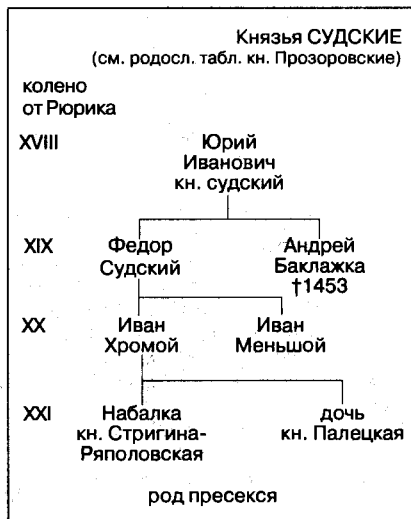 Князья СУДСКИЕ
(см. родосл. табл. кн. Прозоровские)
колено
от Рюрика
XVIII Юрий
Иванович
кн. судский
XIX Федор Андрей
Судский Баклажка
†1453
XX Иван Иван
Хромой Меньшой
XXI Набалка дочь
кн. Стригина- кн. Палецкая
Ряполовская
род пресекся